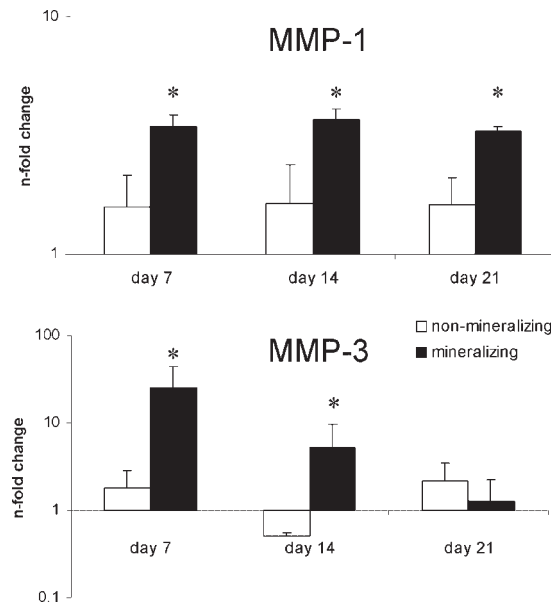 10
MMP-1
* * *
n-fold change
1
day 7 day 14 day 21
non-mineralizing
mineralizing
100
MMP-3
* *
n-fold change
10
1
day 7 day 14 day 21
0.1